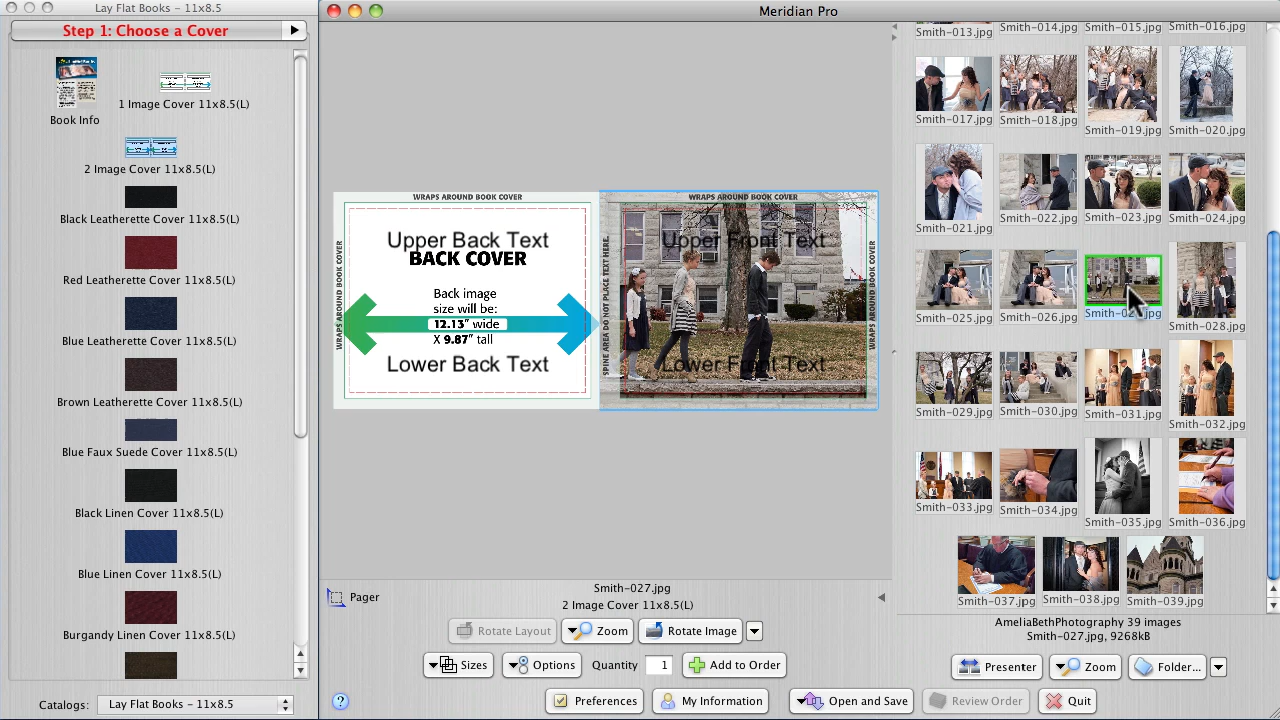 Lay Flat Books - 11x8.5
Step 1: Choose a Cover
Book Info
1 Image Cover 11x8.5(L)
2 Image Cover 11x8.5(L)
Black Leatherette Cover 11x8.5(L)
Red Leatherette Cover 11x8.5(L)
Blue Leatherette Cover 11x8.5(L)
Brown Leatherette Cover 11x8.5(L)
Blue Faux Suede Cover 11x8.5(L)
Black Linen Cover 11x8.5(L)
Blue Linen Cover 11x8.5(L)
Burgandy Linen Cover 11x8.5(L)
Catalogs: Lay Flat Books - 11x8.5
Meridian Pro
WRAPS AROUND BOOK COVER
WRAPS AROUND BOOK COVER
Upper Back Text
BACK COVER
Back image
size will be:
12.13" wide
X 9.87" tall
Lower Back Text
WRAPS AROUND BOOK COVER
SPINE WRAP. DO NOT PLACE TEXT HERE.
Upper Front Text
Lower Front Text
WRAPS AROUND BOOK COVER
Smith-027.jpg
2 Image Cover 11x8.5(L)
Pager
Rotate Layout
Zoom
Rotate Image
Sizes
Options
Quantity 1
Add to Order
Preferences
My Information
Open and Save
Review Order
Quit
Smith-013.jpg Smith-014.jpg Smith-015.jpg Smith-016.jpg
Smith-017.jpg Smith-018.jpg Smith-019.jpg Smith-020.jpg
Smith-021.jpg Smith-022.jpg Smith-023.jpg Smith-024.jpg
Smith-025.jpg Smith-026.jpg Smith-028.jpg
Smith-029.jpg Smith-030.jpg Smith-031.jpg Smith-032.jpg
Smith-033.jpg Smith-034.jpg Smith-035.jpg Smith-036.jpg
Smith-037.jpg Smith-038.jpg Smith-039.jpg
AmeliaBethPhotography 39 images
Smith-027.jpg, 9268kB
Presenter
Zoom
Folder...